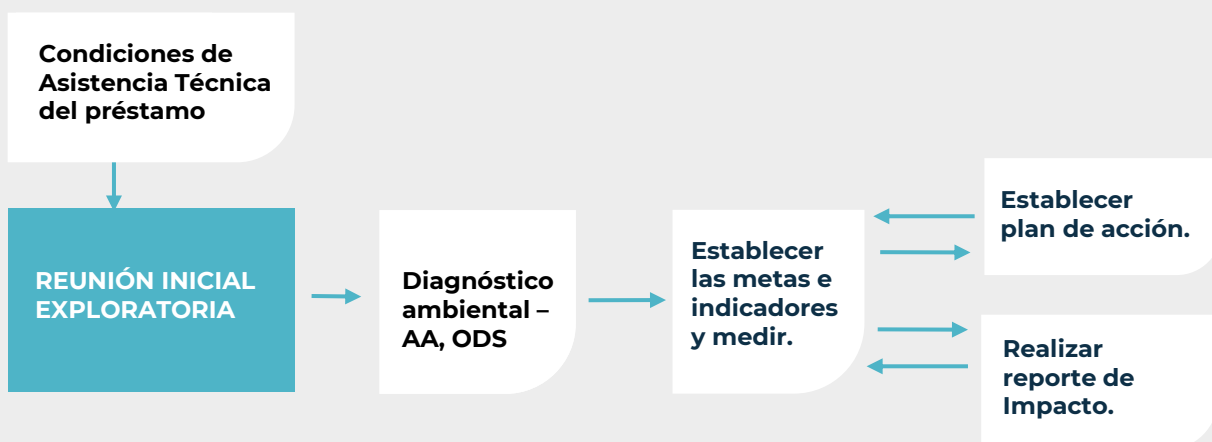 Condiciones de
Asistencia Técnica
del préstamo
REUNIÓN INICIAL
EXPLORATORIA
Diagnóstico
ambiental –
AA, ODS
Establecer
las metas e
indicadores
y medir.
Establecer
plan de acción.
Realizar
reporte de
Impacto.